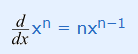 d/dx xⁿ = nxⁿ⁻¹